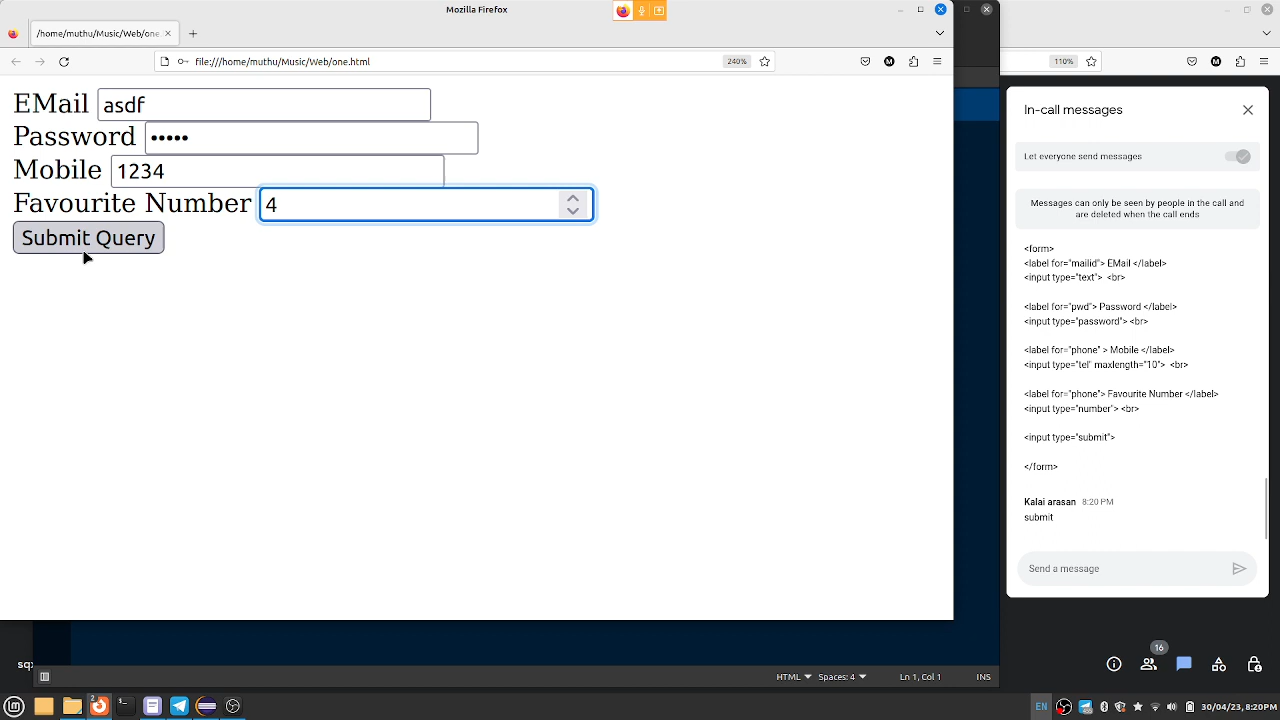 Mozilla Firefox
/home/muthu/Music/Web/one
file:///home/muthu/Music/Web/one.html
240%
110%
EMail asdf
Password •••••
Mobile 1234
Favourite Number 4
Submit Query
In-call messages
Let everyone send messages
Messages can only be seen by people in the call and
are deleted when the call ends
<form>
<label for="mailid"> EMail </label>
<input type="text"> <br>
<label for="pwd"> Password </label>
<input type="password"> <br>
<label for="phone" > Mobile </label>
<input type="tel" maxlength="10"> <br>
<label for="phone"> Favourite Number </label>
<input type="number"> <br>
<input type="submit">
</form>
Kalai arasan 8:20 PM
submit
Send a message
16
HTML Spaces: 4 Ln 1, Col 1 INS
2
EN
30/04/23, 8:20PM